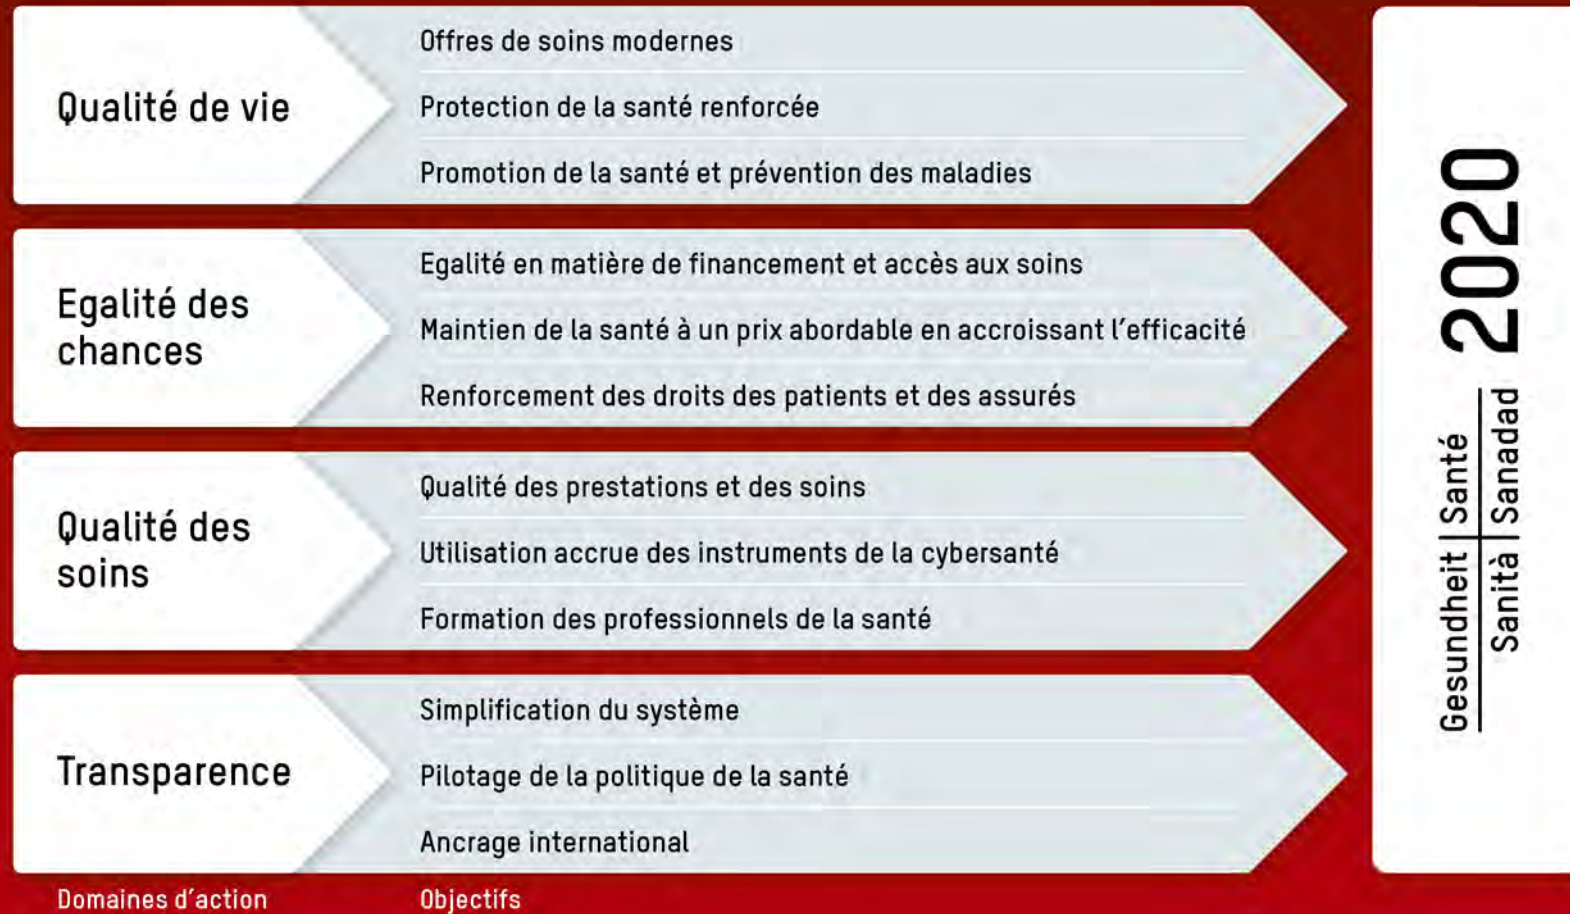 Qualité de vie
Offres de soins modernes
Protection de la santé renforcée
Promotion de la santé et prévention des maladies
Egalité des
chances
Egalité en matière de financement et accès aux soins
Maintien de la santé à un prix abordable en accroissant l'efficacité
Renforcement des droits des patients et des assurés
Qualité des
soins
Qualité des prestations et des soins
Utilisation accrue des instruments de la cybersanté
Formation des professionnels de la santé
Transparence
Simplification du système
Pilotage de la politique de la santé
Ancrage international
Domaines d'action
Objectifs
Gesundheit | Santé
Sanità | Sanadad
2020